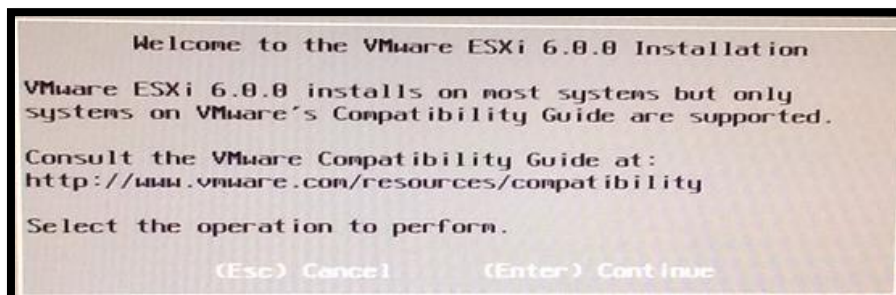 Welcome to the VMware ESXi 6.0.0 Installation
VMware ESXi 6.0.0 installs on most systems but only
systems on VMware's Compatibility Guide are supported.
Consult the VMware Compatibility Guide at:
http://www.vmware.com/resources/compatibility
Select the operation to perform.
(Esc) Cancel (Enter) Continue